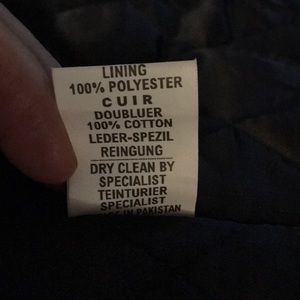 LINING
100% POLYESTER
CUIR
DOUBLUER
100% COTTON
LEDER-SPEZIL
REINGUNG
DRY CLEAN BY
SPECIALIST
TEINTURIER
SPECIALIST
IN PAKISTAN